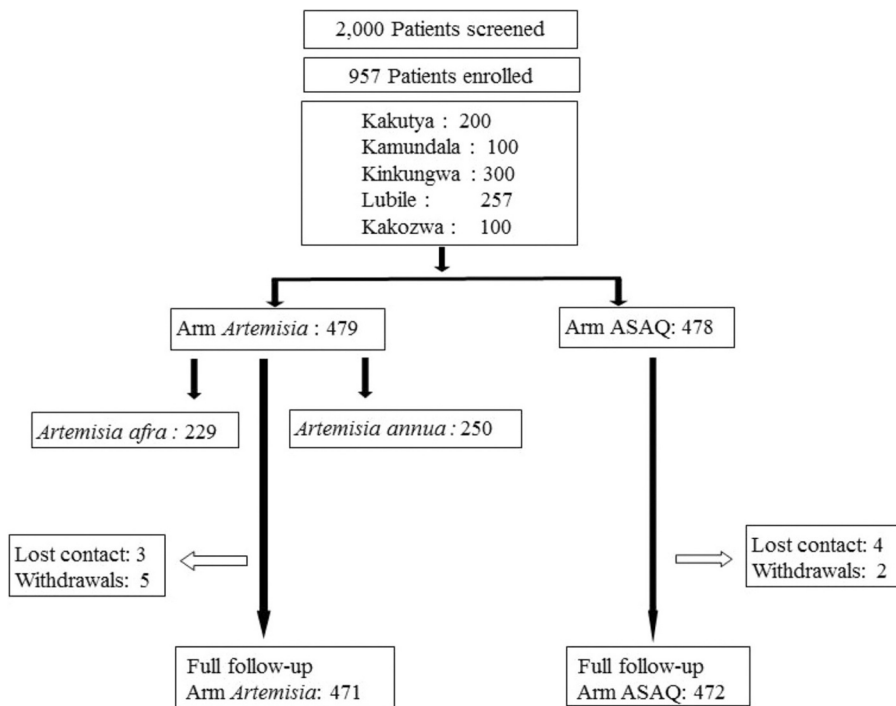 2,000 Patients screened
957 Patients enrolled
Kakutya : 200
Kamundala : 100
Kinkungwa : 300
Lubile : 257
Kakozwa : 100
Arm Artemisia : 479
Arm ASAQ: 478
Artemisia afra : 229
Artemisia annua : 250
Lost contact: 3
Withdrawals: 5
Lost contact: 4
Withdrawals: 2
Full follow-up
Arm Artemisia: 471
Full follow-up
Arm ASAQ: 472